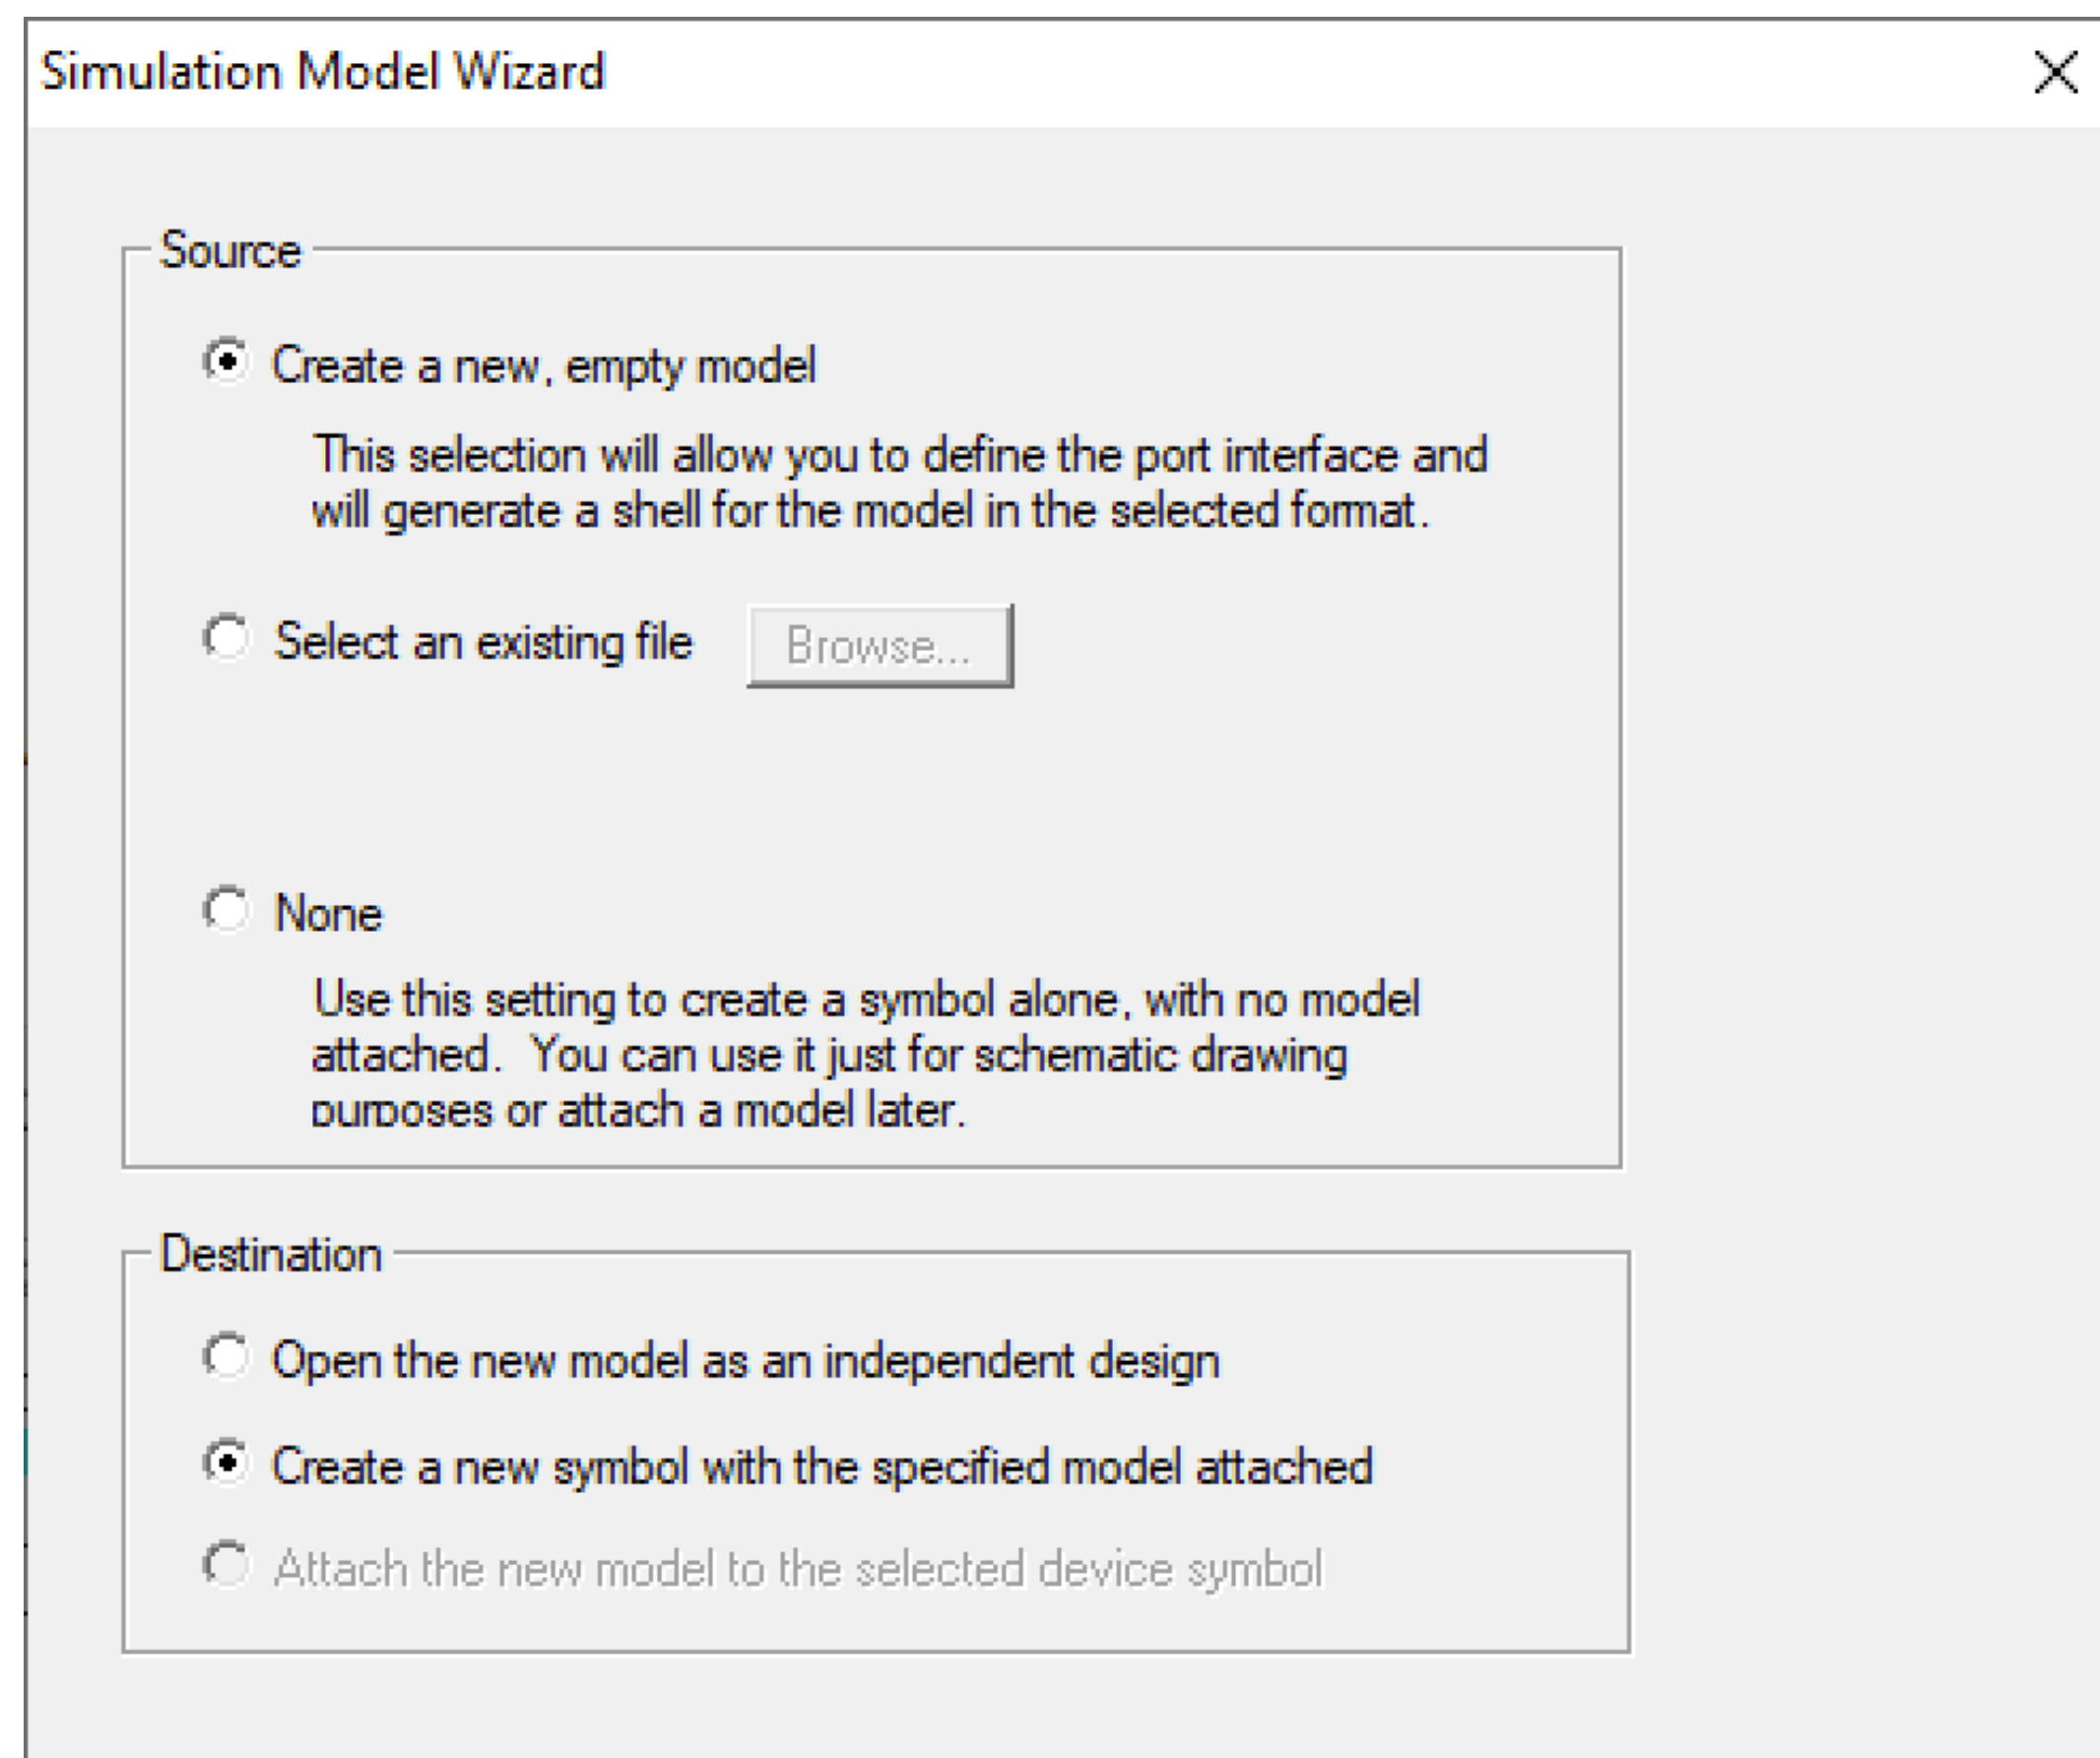 Simulation Model Wizard
Source
Create a new, empty model
This selection will allow you to define the port interface and
will generate a shell for the model in the selected format.
Select an existing file
Browse...
None
Use this setting to create a symbol alone, with no model
attached.  You can use it just for schematic drawing
purposes or attach a model later.
Destination
Open the new model as an independent design
Create a new symbol with the specified model attached
Attach the new model to the selected device symbol